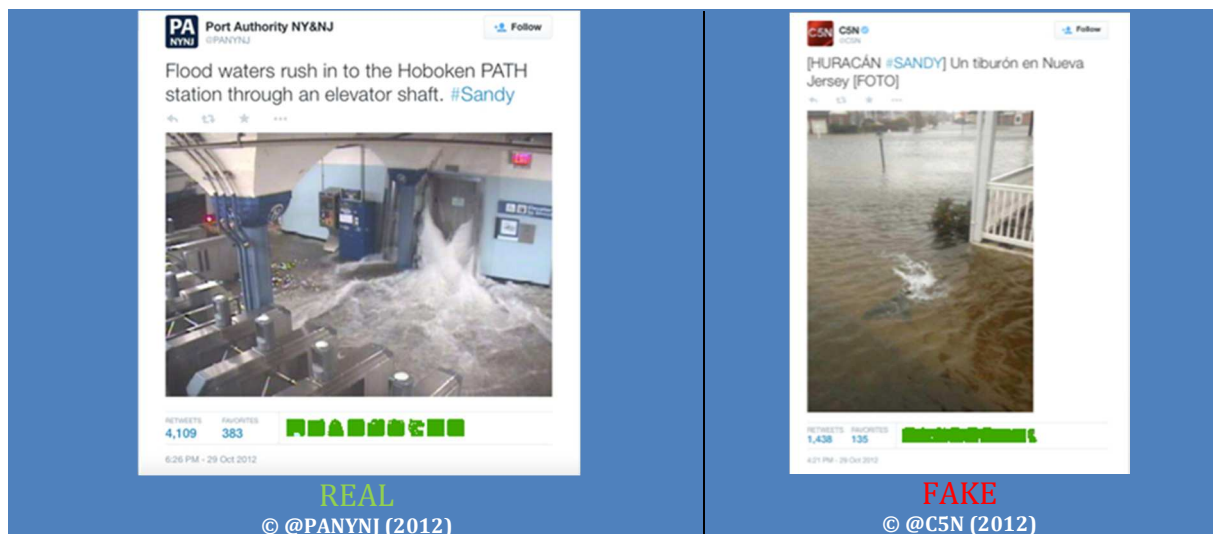 PA
NYNJ
Port Authority NY&NJ
@PANYNJ
Follow
Flood waters rush in to the Hoboken PATH
station through an elevator shaft. #Sandy
RETWEETS
FAVORITES
4,109
383
6:26 PM - 29 Oct 2012
REAL
© @PANYNJ (2012)
C5N
C5N
@C5N
Follow
[HURACÁN #SANDY] Un tiburón en Nueva
Jersey [FOTO]
RETWEETS
FAVORITES
1,438
135
4:21 PM - 29 Oct 2012
FAKE
© @C5N (2012)